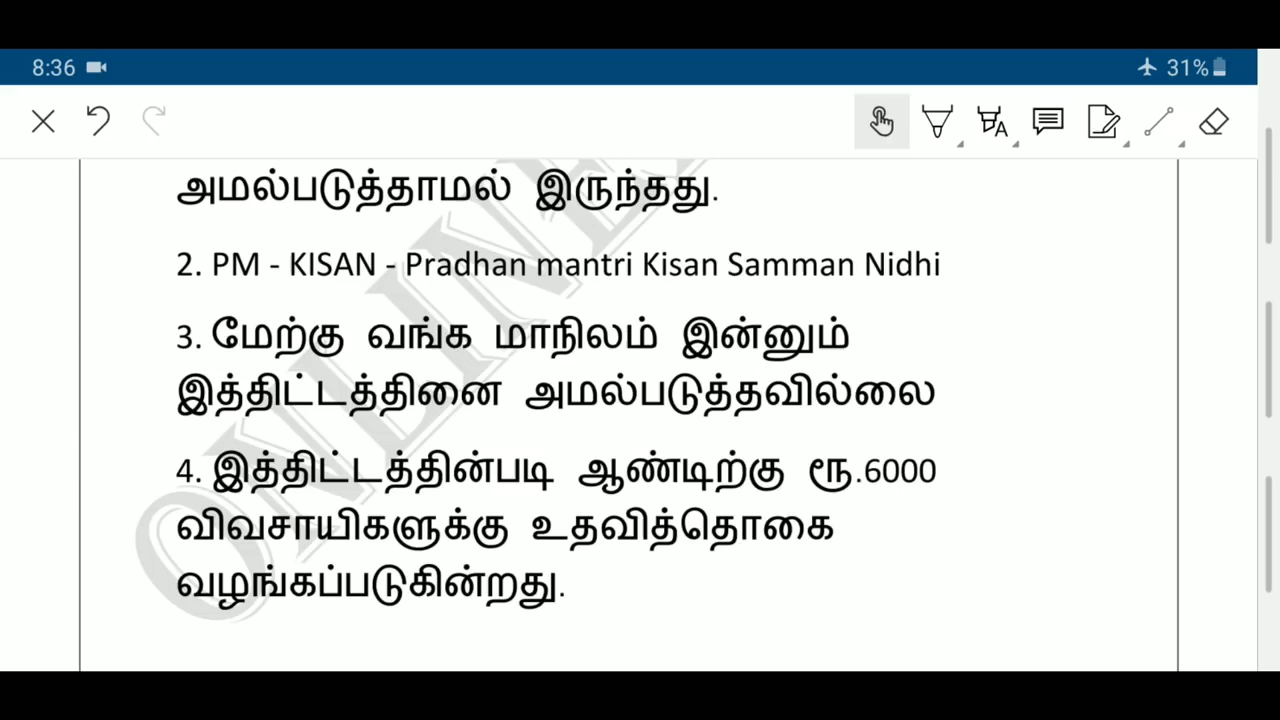 8:36
31%
அமல்படுத்தாமல் இருந்தது.
2. PM - KISAN - Pradhan mantri Kisan Samman Nidhi
3. மேற்கு வங்க மாநிலம் இன்னும்
இத்திட்டத்தினை அமல்படுத்தவில்லை
4. இத்திட்டத்தின்படி ஆண்டிற்கு ரூ.6000
விவசாயிகளுக்கு உதவித்தொகை
வழங்கப்படுகின்றது.
ONLINE